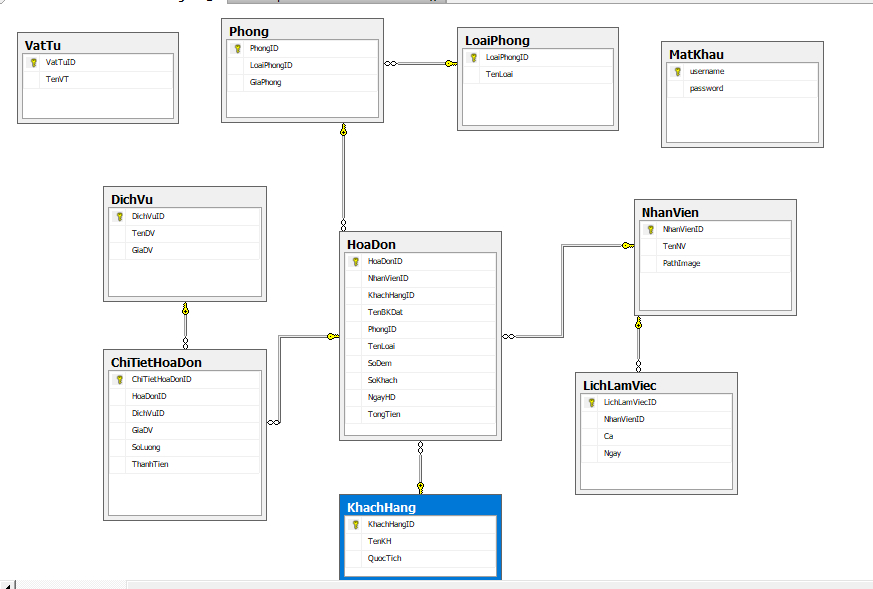 VatTu
VatTuID
TenVT
Phong
PhongID
LoaiPhongID
GiaPhong
LoaiPhong
LoaiPhongID
TenLoai
MatKhau
username
password
DichVu
DichVuID
TenDV
GiaDV
HoaDon
HoaDonID
NhanVienID
KhachHangID
TenBKDat
PhongID
TenLoai
SoDem
SoKhach
NgayHD
TongTien
NhanVien
NhanVienID
TenNV
PathImage
ChiTietHoaDon
ChiTietHoaDonID
HoaDonID
DichVuID
GiaDV
SoLuong
ThanhTien
LichLamViec
LichLamViecID
NhanVienID
Ca
Ngay
KhachHang
KhachHangID
TenKH
QuocTich